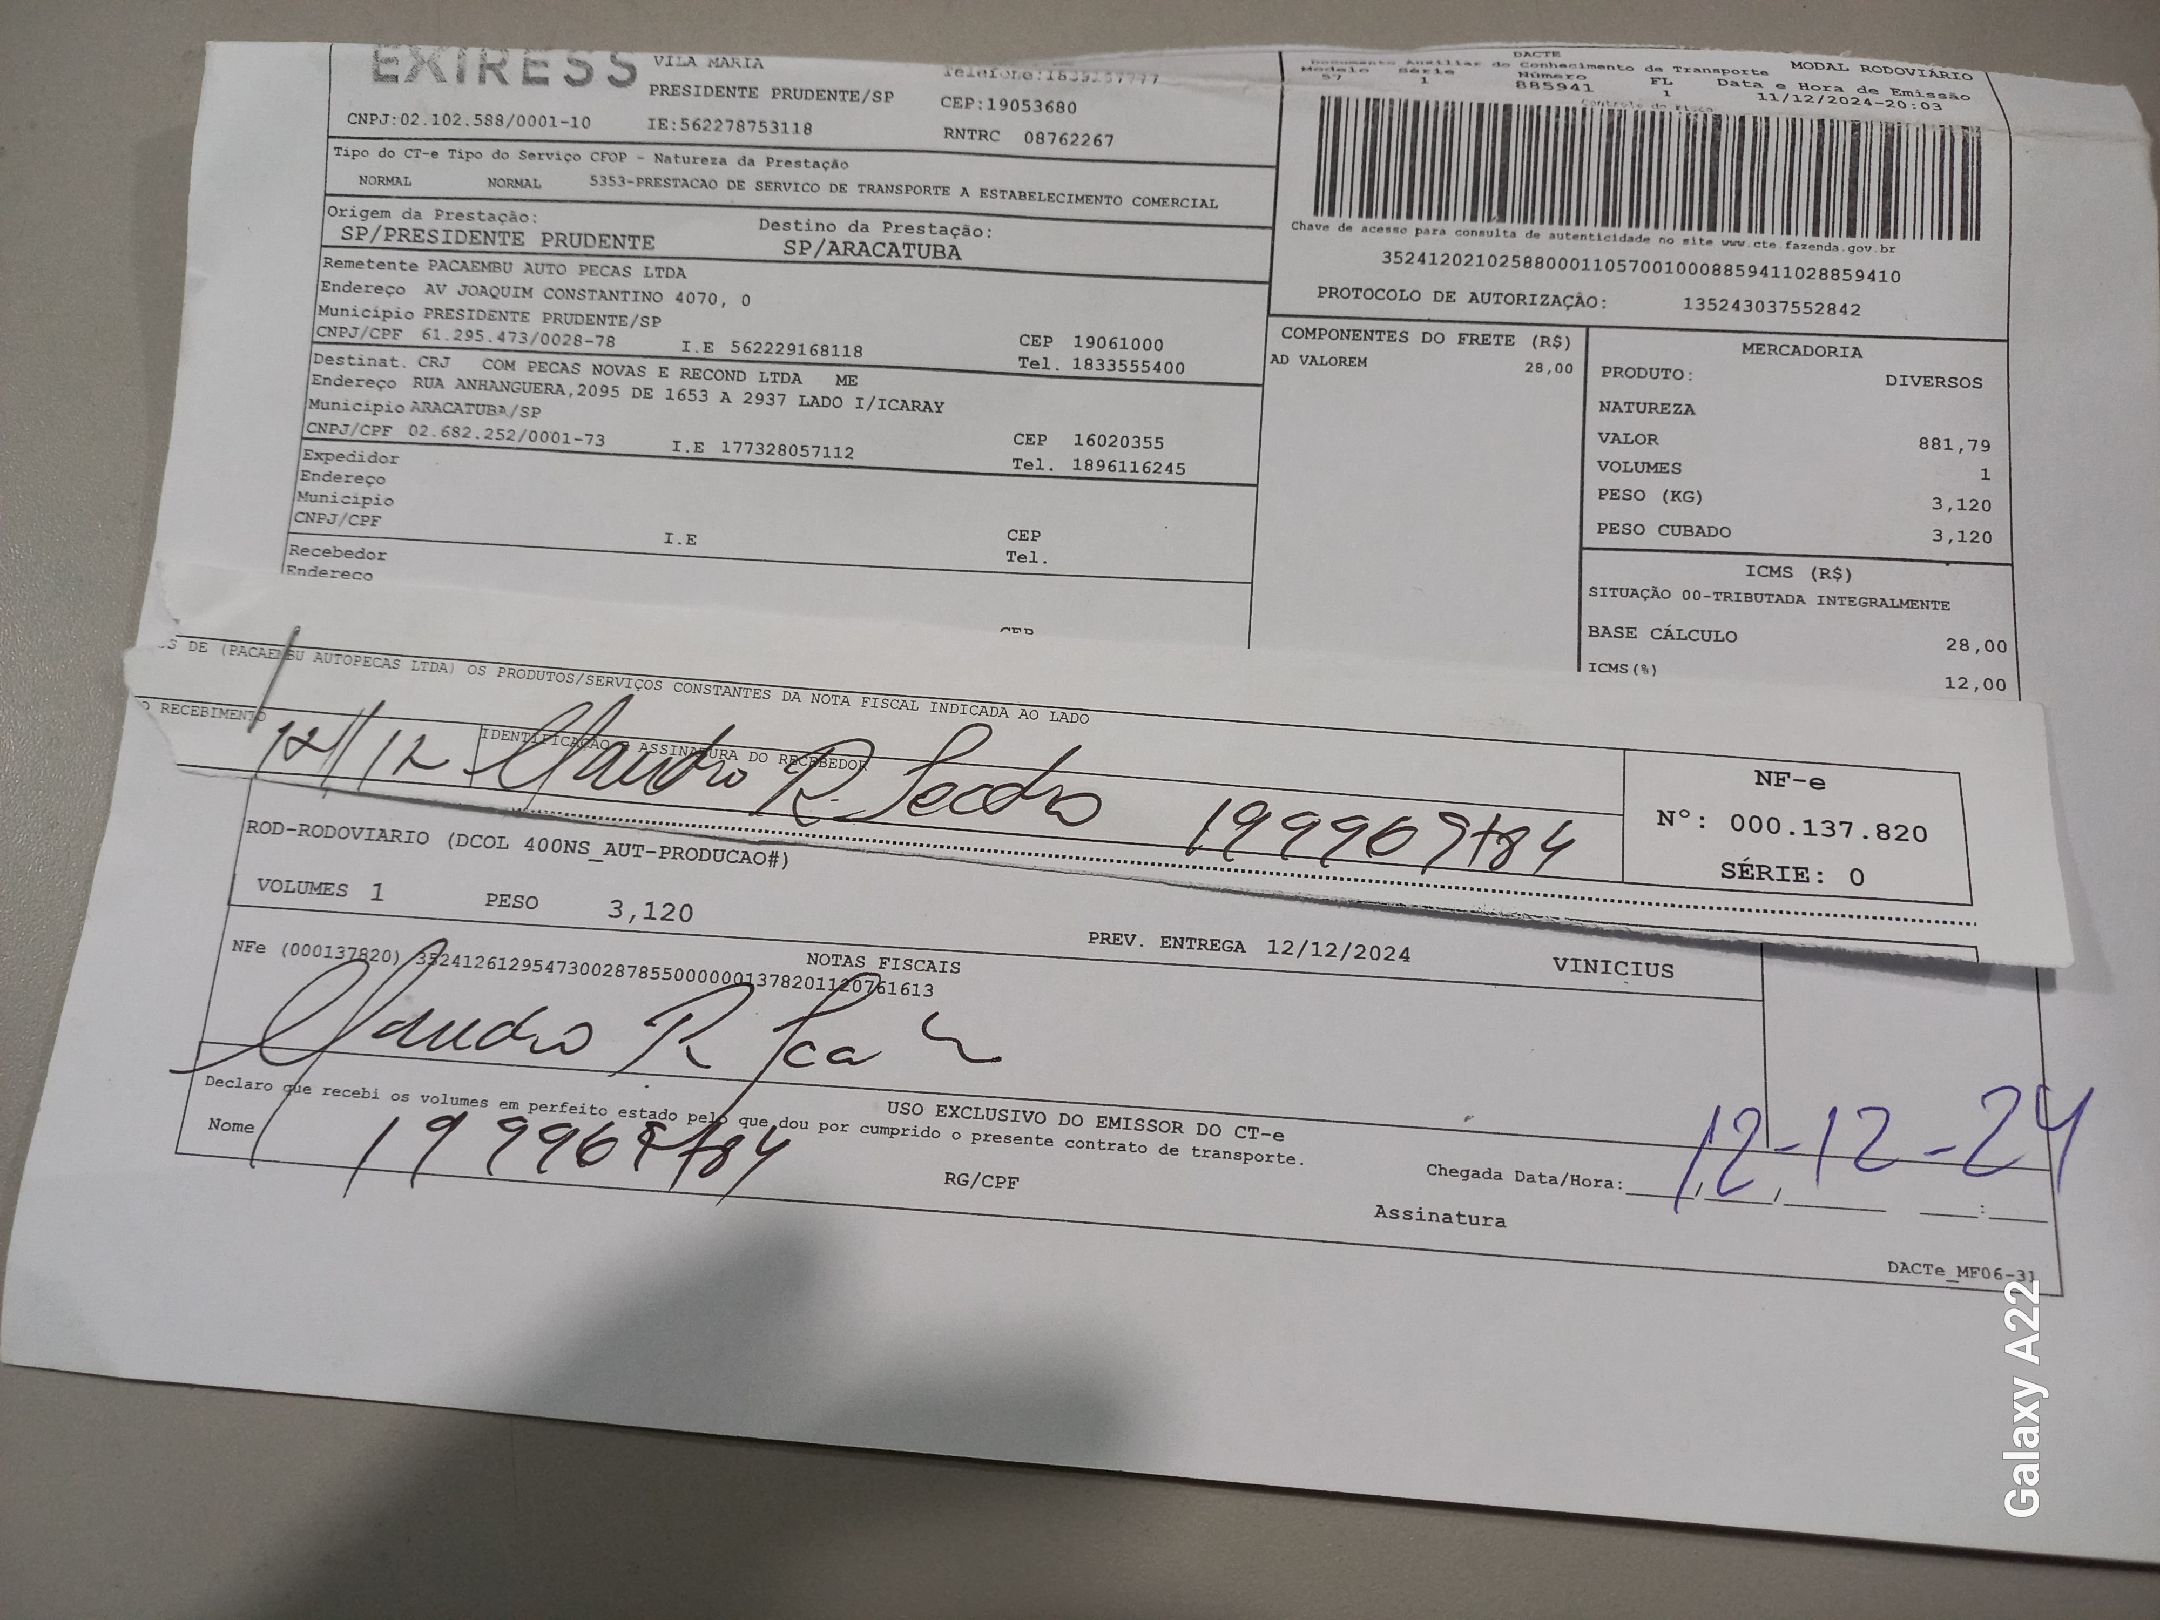 EXPRESS
VILA MARIA
PRESIDENTE PRUDENTE/SP
CEP:19053680
CNPJ:02.102.588/0001-10 IE:562278753118
RNTRC 08762267
DACTE
Documento Auxiliar do Conhecimento de Transporte MODAL RODOVIÁRIO
Modelo Série Número FL Data e Hora de Emissão
57 1 885941 1 11/12/2024-20:03
Controle do Fisco
Tipo do CT-e Tipo do Serviço CFOP - Natureza da Prestação
NORMAL NORMAL 5353-PRESTACAO DE SERVICO DE TRANSPORTE A ESTABELECIMENTO COMERCIAL
Origem da Prestação: Destino da Prestação:
SP/PRESIDENTE PRUDENTE SP/ARACATUBA
Chave de acesso para consulta de autenticidade no site www.cte.fazenda.gov.br
35241202102588000110570010008859411028859410
PROTOCOLO DE AUTORIZAÇÃO: 135243037552842
Remetente PACAEMBU AUTO PECAS LTDA
Endereço AV JOAQUIM CONSTANTINO 4070, 0
Município PRESIDENTE PRUDENTE/SP CEP 19061000
CNPJ/CPF 61.295.473/0028-78 I.E 562229168118 Tel. 1833555400
Destinat. CRJ COM PECAS NOVAS E RECOND LTDA ME
Endereço RUA ANHANGUERA,2095 DE 1653 A 2937 LADO I/ICARAY
Município ARACATUBA/SP CEP 16020355
CNPJ/CPF 02.682.252/0001-73 I.E 177328057112 Tel. 1896116245
Expedidor
Endereço
Município CEP
CNPJ/CPF I.E Tel.
Recebedor
Endereço
CEP
COMPONENTES DO FRETE (R$)
AD VALOREM 28,00
MERCADORIA
PRODUTO: DIVERSOS
NATUREZA
VALOR 881,79
VOLUMES 1
PESO (KG) 3,120
PESO CUBADO 3,120
ICMS (R$)
SITUAÇÃO 00-TRIBUTADA INTEGRALMENTE
BASE CÁLCULO 28,00
ICMS(%) 12,00
OS DE (PACAEMBU AUTOPECAS LTDA) OS PRODUTOS/SERVIÇOS CONSTANTES DA NOTA FISCAL INDICADA AO LADO
O RECEBIMENTO IDENTIFICAÇÃO E ASSINATURA DO RECEBEDOR
12/12 Claudio R.
NF-e
Nº: 000.137.820
SÉRIE: 0
ROD-RODOVIARIO (DCOL 400NS_AUT-PRODUCAO#)
VOLUMES 1 PESO 3,120 PREV. ENTREGA 12/12/2024 VINICIUS
NOTAS FISCAIS
NFe (000137820) 35241261295473002878550000001378201120761613
Claudio R
USO EXCLUSIVO DO EMISSOR DO CT-e
Declaro que recebi os volumes em perfeito estado pelo que dou por cumprido o presente contrato de transporte.
Nome RG/CPF Assinatura
Chegada Data/Hora: 12-12-24
DACTe_MF06-31
Galaxy A22